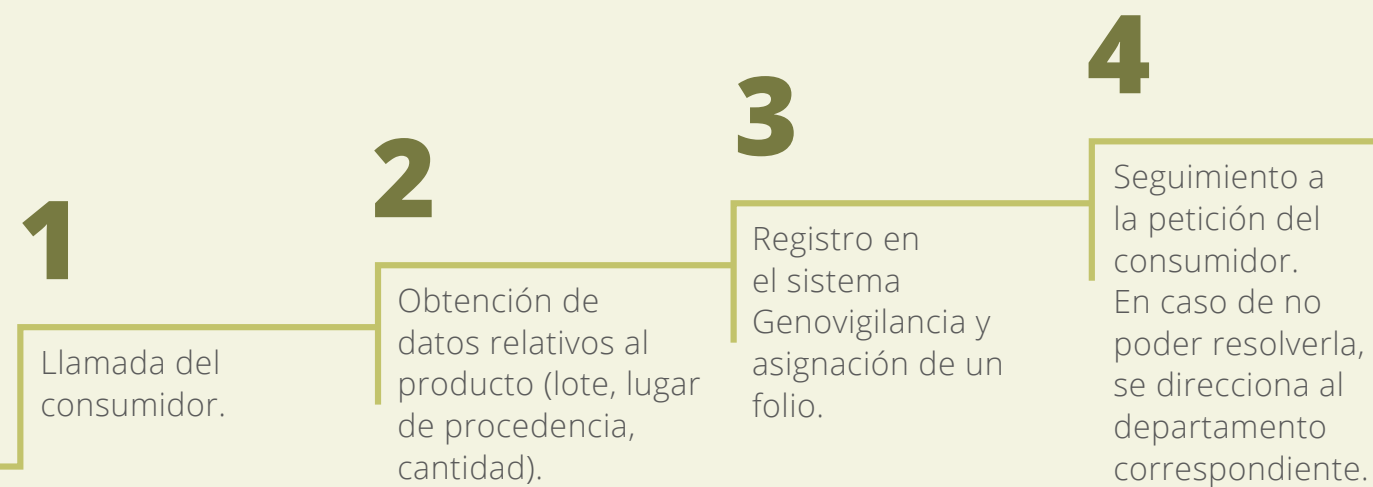 1
Llamada del
consumidor.
2
Obtención de
datos relativos al
producto (lote, lugar
de procedencia,
cantidad).
3
Registro en
el sistema
Genovigilancia y
asignación de un
folio.
4
Seguimiento a
la petición del
consumidor.
En caso de no
poder resolverla,
se direcciona al
departamento
correspondiente.